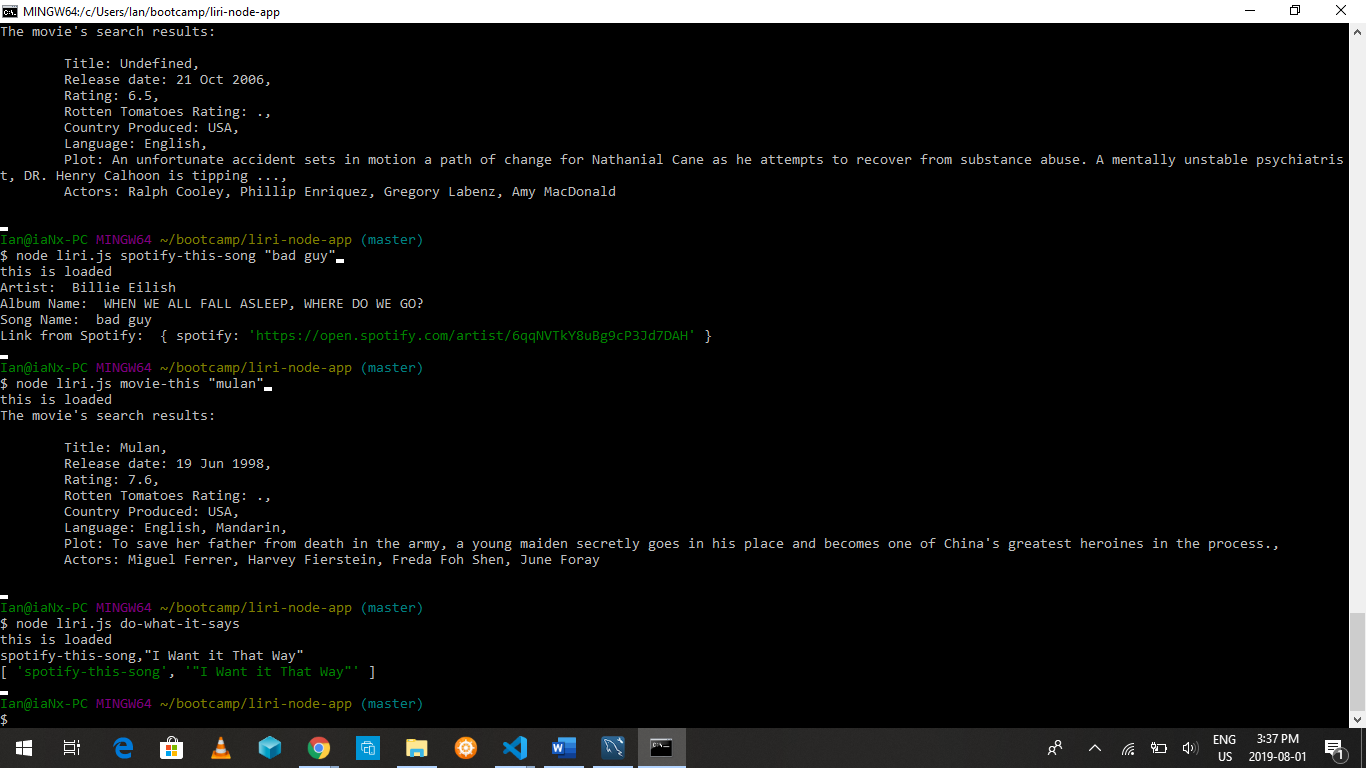 MINGW64:/c/Users/Ian/bootcamp/liri-node-app
The movie's search results:
Title: Undefined,
Release date: 21 Oct 2006,
Rating: 6.5,
Rotten Tomatoes Rating: .,
Country Produced: USA,
Language: English,
Plot: An unfortunate accident sets in motion a path of change for Nathanial Cane as he attempts to recover from substance abuse. A mentally unstable psychiatris
t, DR. Henry Calhoon is tipping ...,
Actors: Ralph Cooley, Phillip Enriquez, Gregory Labenz, Amy MacDonald
Ian@iaNx-PC MINGW64 ~/bootcamp/liri-node-app (master)
$ node liri.js spotify-this-song "bad guy"
this is loaded
Artist:  Billie Eilish
Album Name:  WHEN WE ALL FALL ASLEEP, WHERE DO WE GO?
Song Name:  bad guy
Link from Spotify:  { spotify: 'https://open.spotify.com/artist/6qqNVTkY8uBg9cP3Jd7DAH' }
Ian@iaNx-PC MINGW64 ~/bootcamp/liri-node-app (master)
$ node liri.js movie-this "mulan"
this is loaded
The movie's search results:
Title: Mulan,
Release date: 19 Jun 1998,
Rating: 7.6,
Rotten Tomatoes Rating: .,
Country Produced: USA,
Language: English, Mandarin,
Plot: To save her father from death in the army, a young maiden secretly goes in his place and becomes one of China's greatest heroines in the process.,
Actors: Miguel Ferrer, Harvey Fierstein, Freda Foh Shen, June Foray
Ian@iaNx-PC MINGW64 ~/bootcamp/liri-node-app (master)
$ node liri.js do-what-it-says
this is loaded
spotify-this-song,"I Want it That Way"
[ 'spotify-this-song', '"I Want it That Way"' ]
Ian@iaNx-PC MINGW64 ~/bootcamp/liri-node-app (master)
$
ENG
US
3:37 PM
2019-08-01
1